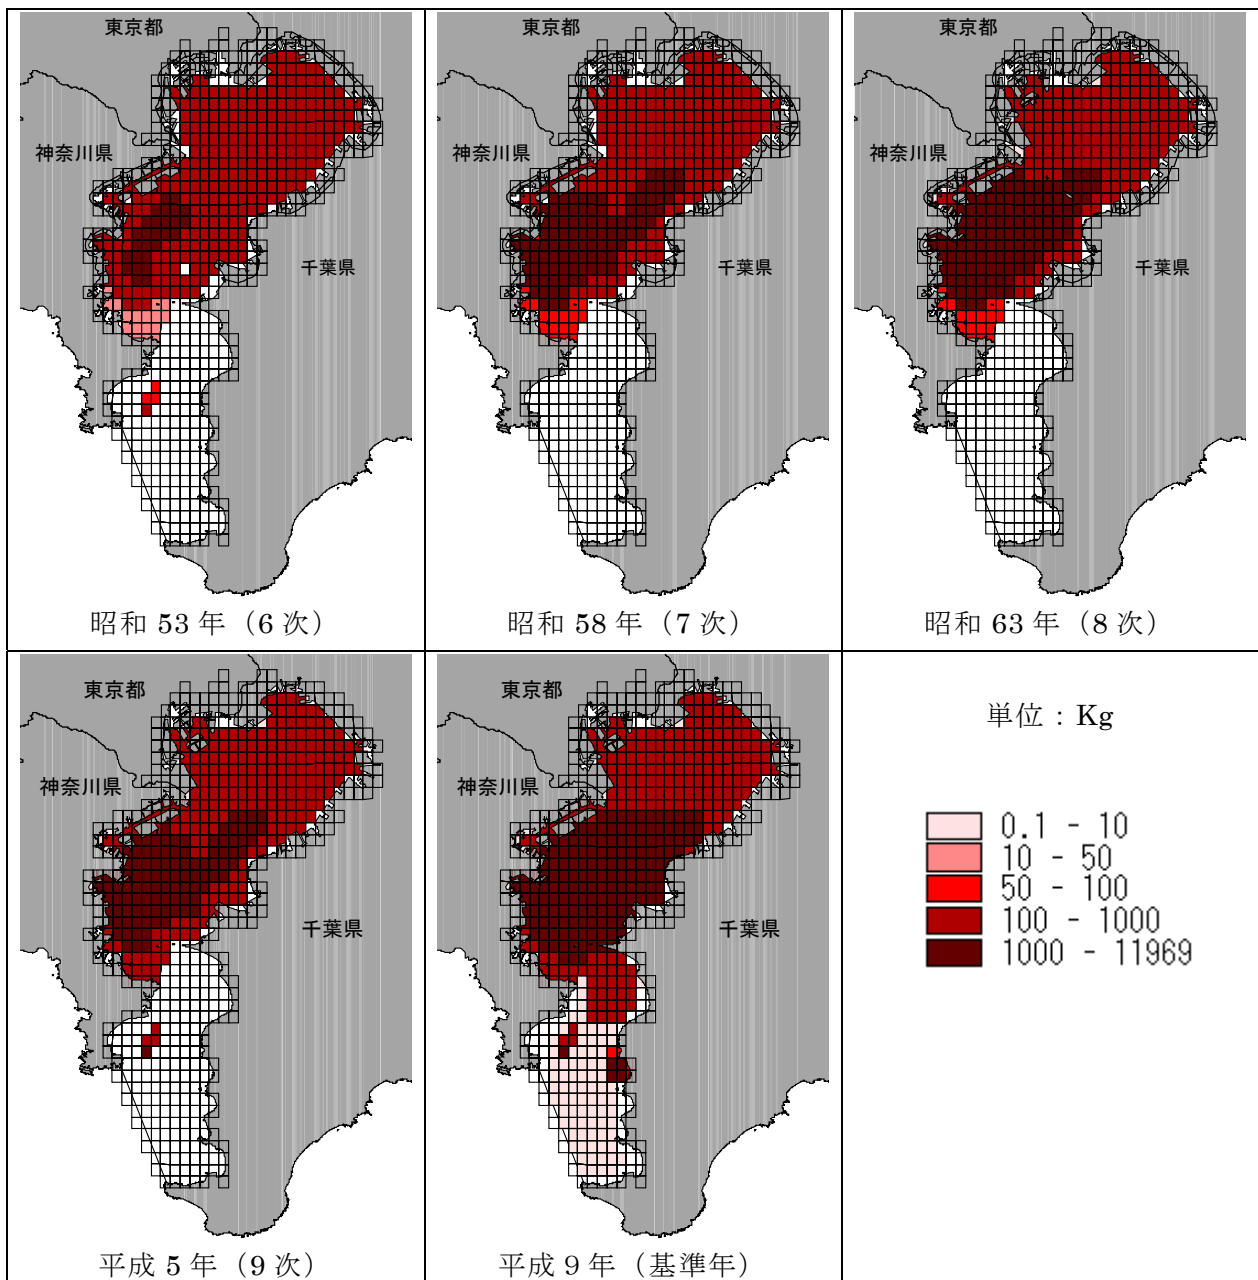 東京都
神奈川県
千葉県
昭和 53 年（6 次）
東京都
神奈川県
千葉県
昭和 58 年（7 次）
東京都
神奈川県
千葉県
昭和 63 年（8 次）
東京都
神奈川県
千葉県
平成 5 年（9 次）
東京都
神奈川県
千葉県
平成 9 年（基準年）
単位：Kg
0.1 - 10
10 - 50
50 - 100
100 - 1000
1000 - 11969